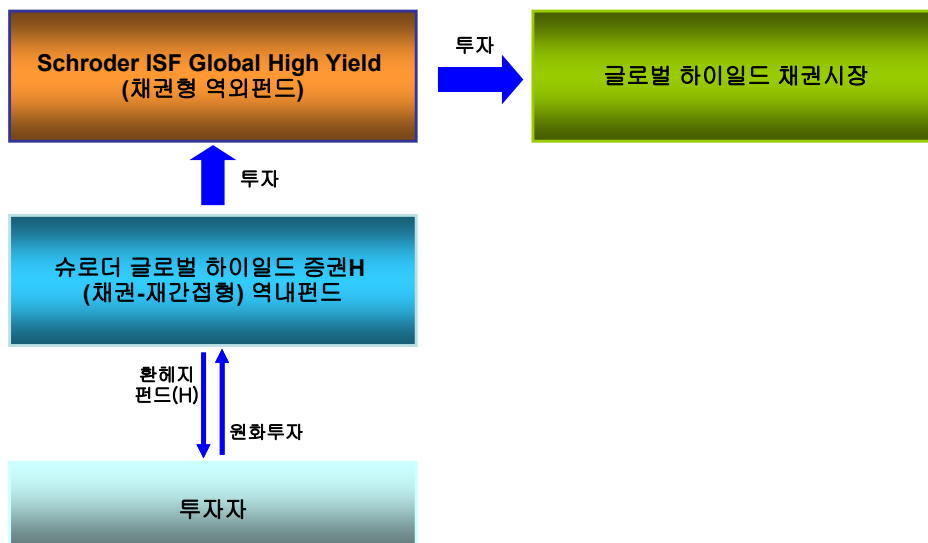 Schroder ISF Global High Yield
(채권형 역외펀드)
투자
글로벌 하이일드 채권시장
투자
슈로더 글로벌 하이일드 증권H
(채권-재간접형) 역내펀드
환헤지
펀드(H)
원화투자
투자자